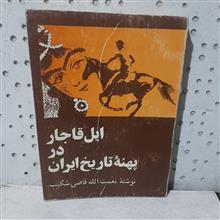 ایل قاجار
در
پهنهٔ تاریخ ایران
نوشتهٔ نعمت الله قاضی شکیب